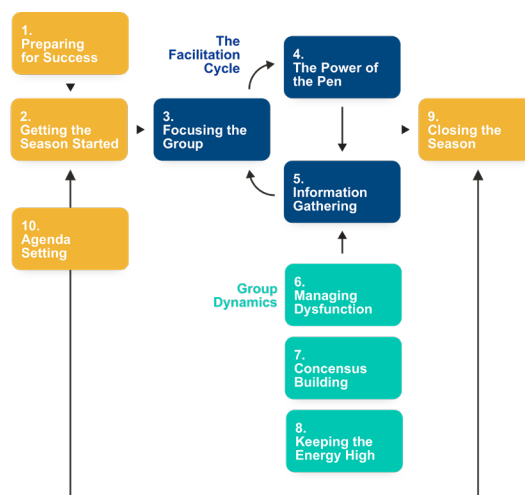 1.
Preparing
for Success
The
Facilitation
Cycle
4.
The Power of
the Pen
2.
Getting the
Season Started
3.
Focusing the
Group
9.
Closing the
Season
5.
Information
Gathering
10.
Agenda
Setting
Group
Dynamics
6.
Managing
Dysfunction
7.
Concensus
Building
8.
Keeping the
Energy High